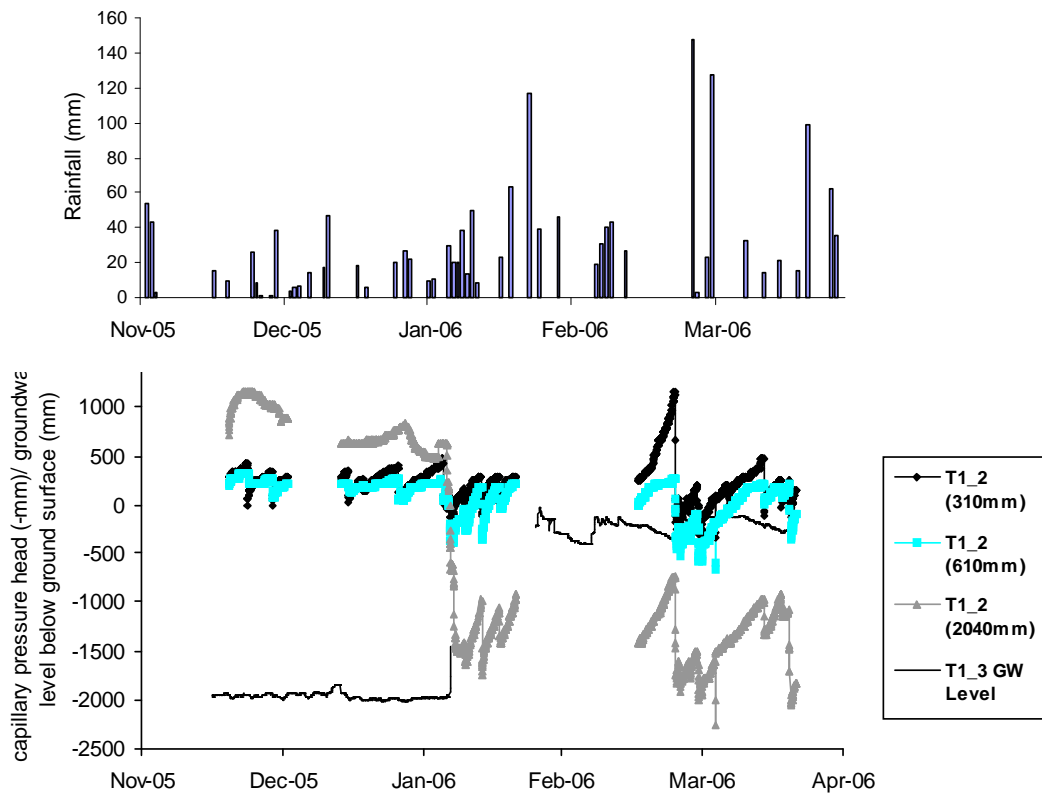 160
140
120
100
80
60
40
20
0
Rainfall (mm)
Nov-05 Dec-05 Jan-06 Feb-06 Mar-06
capillary pressure head (-mm)/ groundwa
level below ground surface (mm)
1000
500
0
-500
-1000
-1500
-2000
-2500
Nov-05 Dec-05 Jan-06 Feb-06 Mar-06 Apr-06
T1_2
(310mm)
T1_2
(610mm)
T1_2
(2040mm)
T1_3 GW
Level